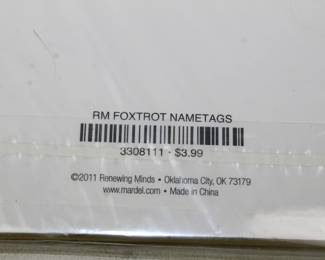 RM FOXTROT NAMETAGS
3308111 - $3.99
©2011 Renewing Minds • Oklahoma City, OK 73179
www.mardel.com • Made in China